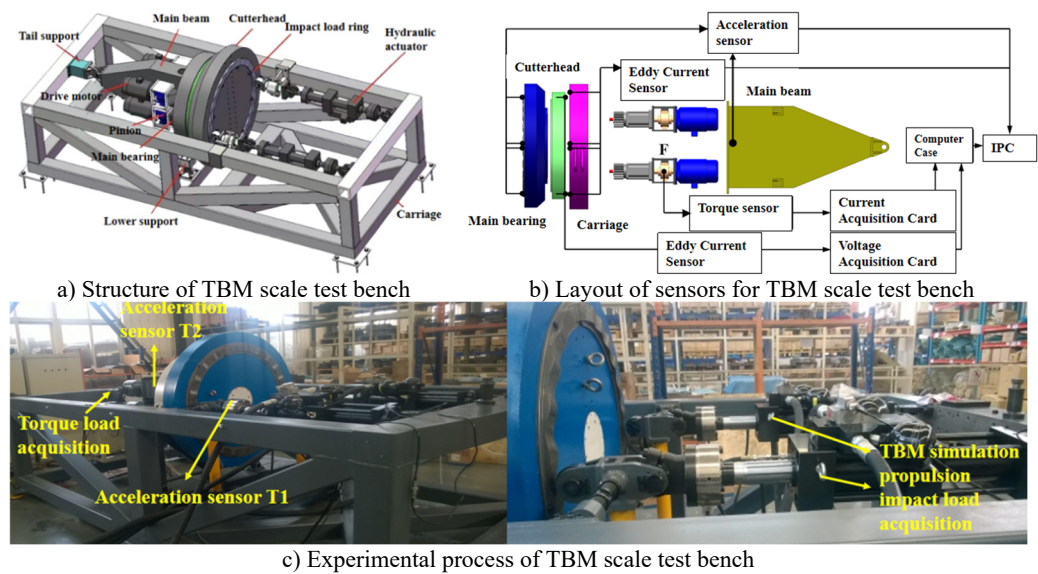 Main beam
Cutterhead
Impact load ring
Hydraulic
actuator
Tail support
Drive motor
Pinion
Main bearing
Lower support
Carriage
a) Structure of TBM scale test bench
Acceleration
sensor
Cutterhead
Eddy Current
Sensor
Main beam
F
Computer
Case
IPC
Main bearing
Carriage
Torque sensor
Current
Acquisition Card
Eddy Current
Sensor
Voltage
Acquisition Card
b) Layout of sensors for TBM scale test bench
Acceleration
sensor T2
Torque load
acquisition
Acceleration sensor T1
TBM simulation
propulsion
impact load
acquisition
c) Experimental process of TBM scale test bench